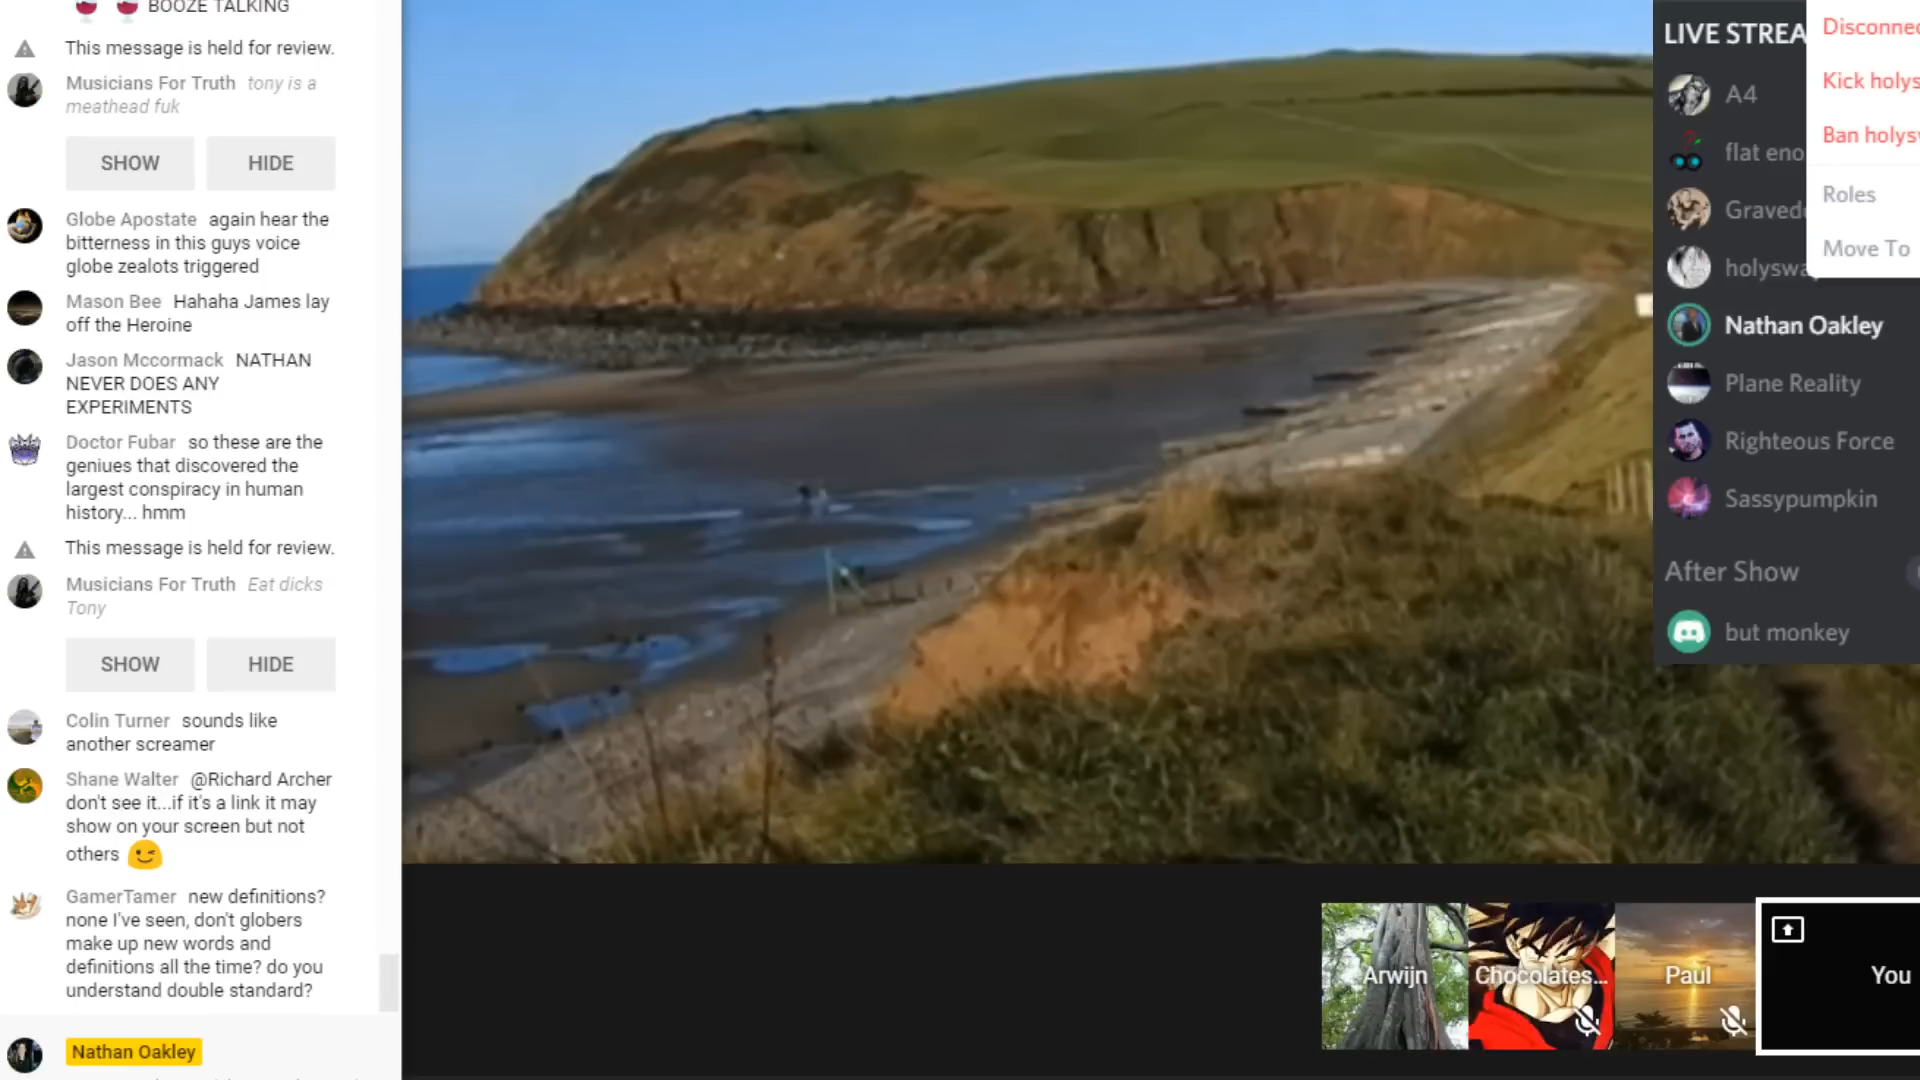 BOOZE TALKING
This message is held for review.
Musicians For Truth tony is a
meathead fuk
SHOW HIDE
Globe Apostate again hear the
bitterness in this guys voice
globe zealots triggered
Mason Bee Hahaha James lay
off the Heroine
Jason Mccormack NATHAN
NEVER DOES ANY
EXPERIMENTS
Doctor Fubar so these are the
geniues that discovered the
largest conspiracy in human
history... hmm
This message is held for review.
Musicians For Truth Eat dicks
Tony
SHOW HIDE
Colin Turner sounds like
another screamer
Shane Walter @Richard Archer
don't see it...if it's a link it may
show on your screen but not
others
GamerTamer new definitions?
none I've seen, don't globers
make up new words and
definitions all the time? do you
understand double standard?
Nathan Oakley
LIVE STREA
A4
flat eno
Graved
holyswa
Nathan Oakley
Plane Reality
Righteous Force
Sassypumpkin
After Show
but monkey
Disconnec
Kick holys
Ban holysw
Roles
Move To
Arwijn
Chocolates...
Paul
You